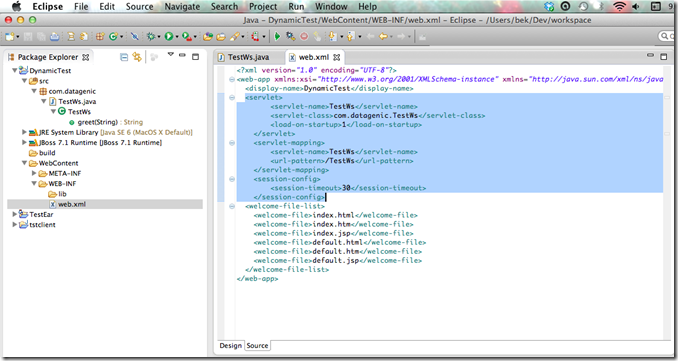 Eclipse File Edit Source Navigate Search Project Run Window Help
Java - DynamicTest/WebContent/WEB-INF/web.xml - Eclipse - /Users/bek/Dev/workspace
Package Explorer
DynamicTest
src
com.datagenic
TestWs.java
TestWs
greet(String) : String
JRE System Library [Java SE 6 (MacOS X Default)]
JBoss 7.1 Runtime [JBoss 7.1 Runtime]
build
WebContent
META-INF
WEB-INF
lib
web.xml
TestEar
tstclient
TestWs.java web.xml
<?xml version="1.0" encoding="UTF-8"?>
<web-app xmlns:xsi="http://www.w3.org/2001/XMLSchema-instance" xmlns="http://java.sun.com/xml/ns/java
<display-name>DynamicTest</display-name>
<servlet>
<servlet-name>TestWs</servlet-name>
<servlet-class>com.datagenic.TestWs</servlet-class>
<load-on-startup>1</load-on-startup>
</servlet>
<servlet-mapping>
<servlet-name>TestWs</servlet-name>
<url-pattern>/TestWs</url-pattern>
</servlet-mapping>
<session-config>
<session-timeout>30</session-timeout>
</session-config>
<welcome-file-list>
<welcome-file>index.html</welcome-file>
<welcome-file>index.htm</welcome-file>
<welcome-file>index.jsp</welcome-file>
<welcome-file>default.html</welcome-file>
<welcome-file>default.htm</welcome-file>
<welcome-file>default.jsp</welcome-file>
</welcome-file-list>
</web-app>
Design Source